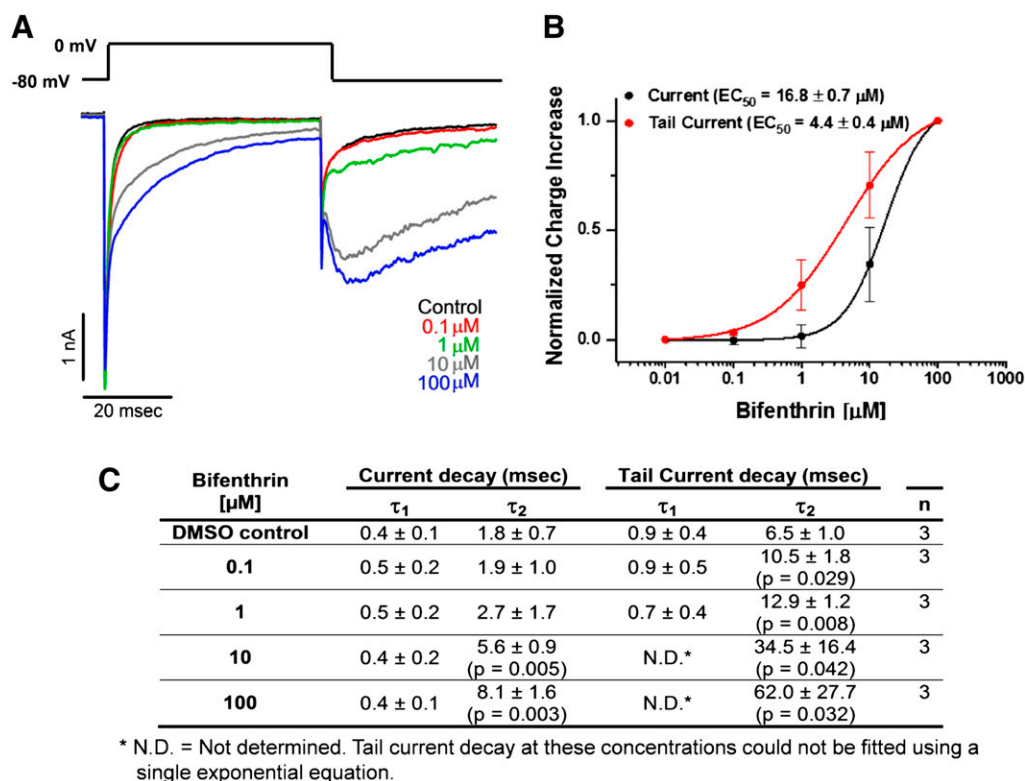 A
0 mV
-80 mV
Control
0.1 μM
1 μM
10 μM
100 μM
1 nA
20 msec
B
Current (EC₅₀ = 16.8 ± 0.7 μM)
Tail Current (EC₅₀ = 4.4 ± 0.4 μM)
Normalized Charge Increase
1.0
0.5
0.0
0.01 0.1 1 10 100 1000
Bifenthrin [μM]
C
Bifenthrin [μM] Current decay (msec) Tail Current decay (msec)
τ₁ τ₂ τ₁ τ₂ n
DMSO control 0.4 ± 0.1 1.8 ± 0.7 0.9 ± 0.4 6.5 ± 1.0 3
0.1 0.5 ± 0.2 1.9 ± 1.0 0.9 ± 0.5 10.5 ± 1.8 3
(p = 0.029)
1 0.5 ± 0.2 2.7 ± 1.7 0.7 ± 0.4 12.9 ± 1.2 3
(p = 0.008)
10 0.4 ± 0.2 5.6 ± 0.9 N.D.* 34.5 ± 16.4 3
(p = 0.005) (p = 0.042)
100 0.4 ± 0.1 8.1 ± 1.6 N.D.* 62.0 ± 27.7 3
(p = 0.003) (p = 0.032)
* N.D. = Not determined. Tail current decay at these concentrations could not be fitted using a
single exponential equation.